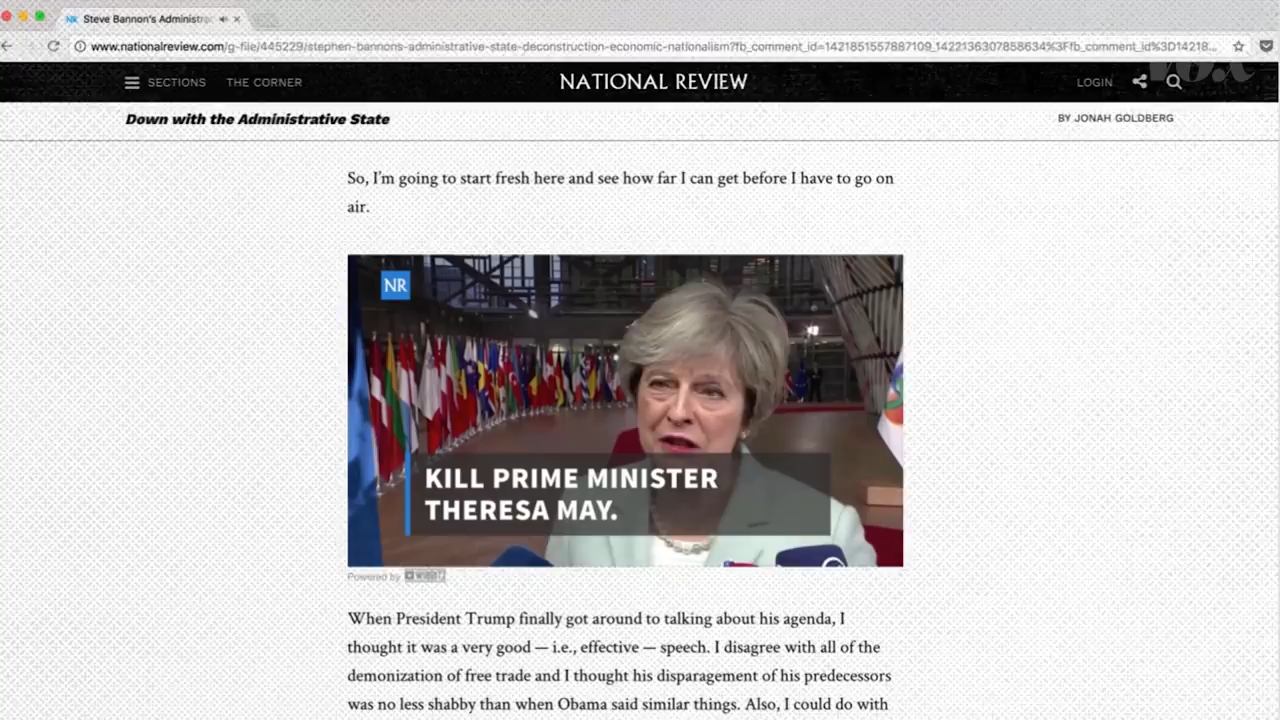 NR Steve Bannon's Administra
www.nationalreview.com/g-file/445229/stephen-bannons-administrative-state-deconstruction-economic-nationalism?fb_comment_id=1421851557887109_1422136307858634%3Ffb_comment_id%3D14218...
SECTIONS THE CORNER NATIONAL REVIEW LOGIN
Vox
Down with the Administrative State BY JONAH GOLDBERG
So, I'm going to start fresh here and see how far I can get before I have to go on
air.
NR
KILL PRIME MINISTER
THERESA MAY.
Powered by WIBBITZ
When President Trump finally got around to talking about his agenda, I
thought it was a very good — i.e., effective — speech. I disagree with all of the
demonization of free trade and I thought his disparagement of his predecessors
was no less shabby than when Obama said similar things. Also, I could do with